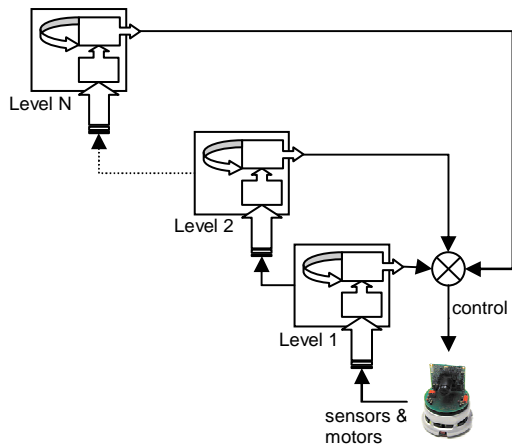 Level N
Level 2
Level 1
control
sensors &
motors